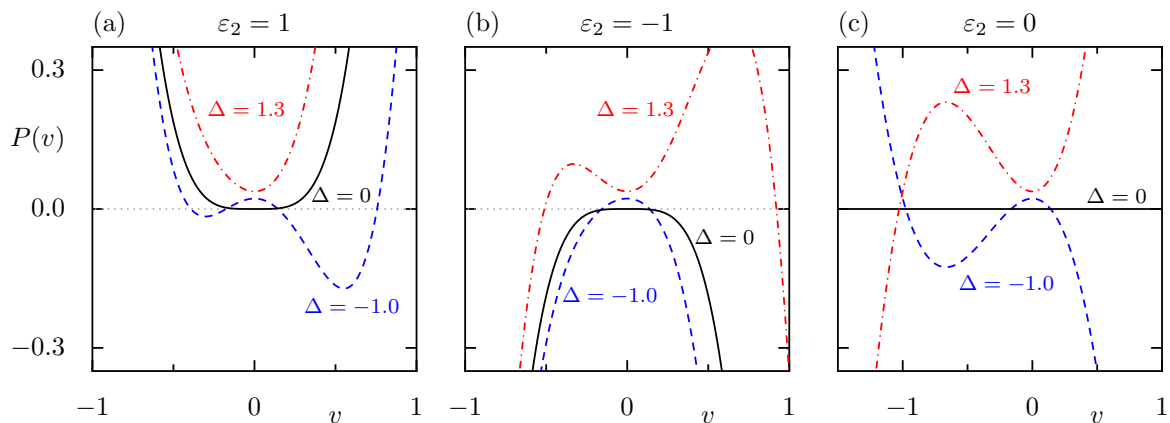 (a) ε₂ = 1
(b) ε₂ = −1
(c) ε₂ = 0
P(v)
0.3
0.0
−0.3
Δ = 1.3
Δ = 0
Δ = −1.0
−1 0 v 1
Δ = 1.3
Δ = 0
Δ = −1.0
−1 0 v 1
Δ = 1.3
Δ = 0
Δ = −1.0
−1 0 v 1